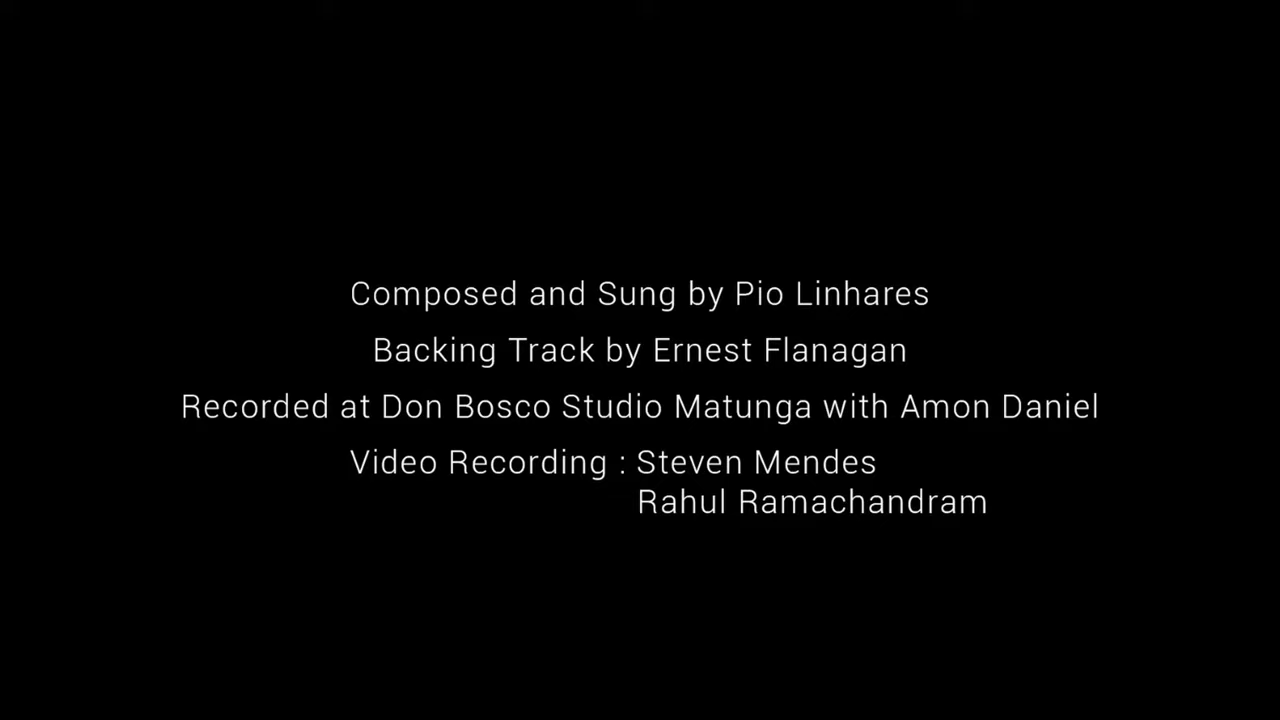 Composed and Sung by Pio Linhares
Backing Track by Ernest Flanagan
Recorded at Don Bosco Studio Matunga with Amon Daniel
Video Recording : Steven Mendes
Rahul Ramachandram